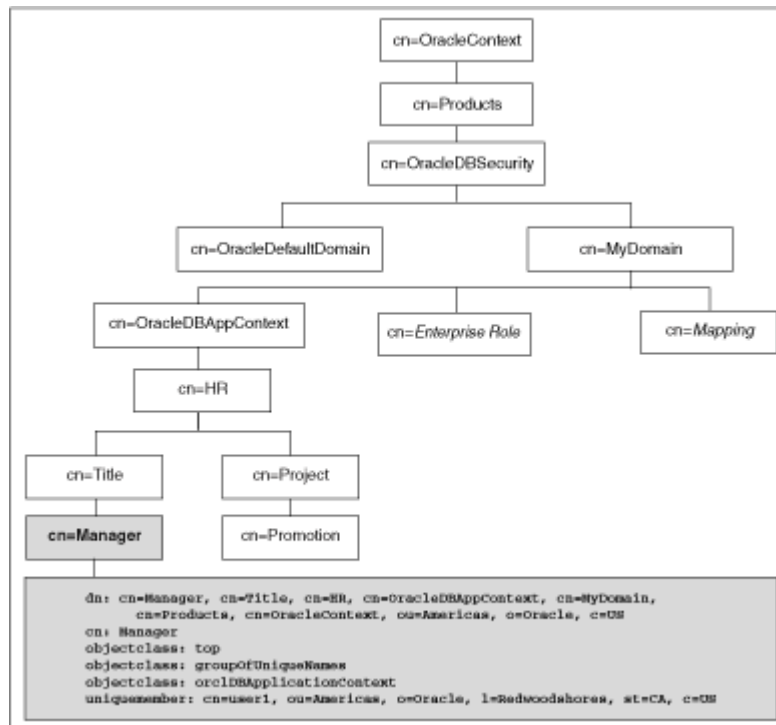 cn=OracleContext
cn=Products
cn=OracleDBSecurity
cn=OracleDefaultDomain
cn=MyDomain
cn=OracleDBAppContext
cn=Enterprise Role
cn=Mapping
cn=HR
cn=Title
cn=Project
cn=Manager
cn=Promotion
dn: cn=Manager, cn=Title, cn=HR, cn=OracleDBAppContext, cn=MyDomain,
cn=Products, cn=OracleContext, ou=Americas, o=Oracle, c=US
cn: Manager
objectclass: top
objectclass: groupOfUniqueNames
objectclass: orclDBApplicationContext
uniquemember: cn=user1, ou=Americas, o=Oracle, l=Redwoodshores, st=CA, c=US